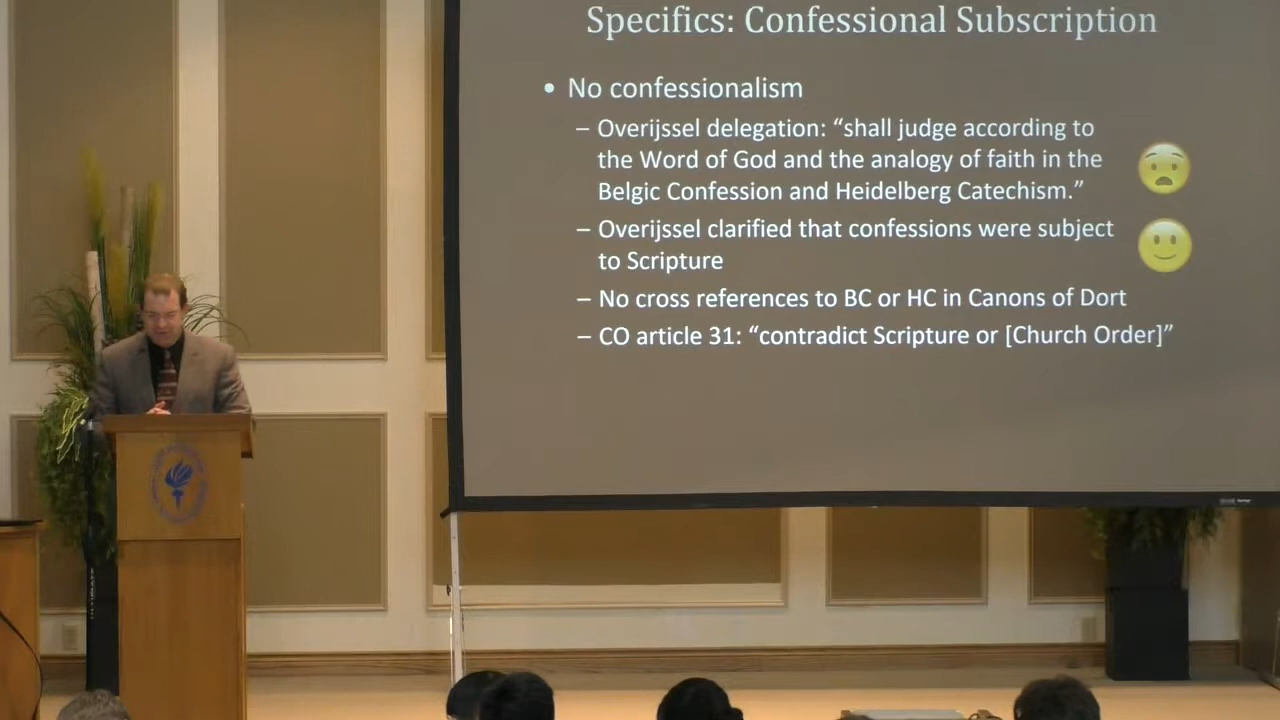 Specifics: Confessional Subscription
• No confessionalism
– Overijssel delegation: “shall judge according to
the Word of God and the analogy of faith in the
Belgic Confession and Heidelberg Catechism.”
– Overijssel clarified that confessions were subject
to Scripture
– No cross references to BC or HC in Canons of Dort
– CO article 31: “contradict Scripture or [Church Order]”